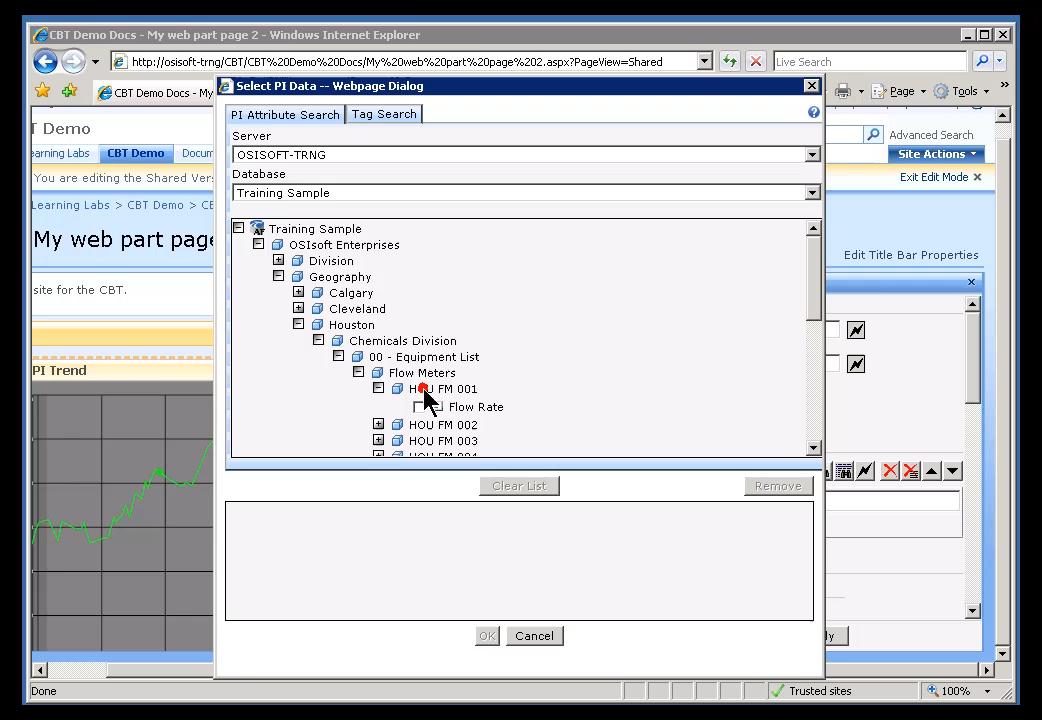 CBT Demo Docs - My web part page 2 - Windows Internet Explorer
http://osisoft-trng/CBT/CBT%20Demo%20Docs/My%20web%20part%20page%202.aspx?PageView=Shared
Live Search
CBT Demo Docs - My
Page
Tools
»
Select PI Data -- Webpage Dialog
T Demo
Advanced Search
earning Labs
CBT Demo
Docum
Site Actions
You are editing the Shared Vers
Exit Edit Mode
Learning Labs > CBT Demo > CE
My web part page
Edit Title Bar Properties
site for the CBT.
PI Trend
PI Attribute Search
Tag Search
Server
OSISOFT-TRNG
Database
Training Sample
Training Sample
OSIsoft Enterprises
Division
Geography
Calgary
Cleveland
Houston
Chemicals Division
00 - Equipment List
Flow Meters
HOU FM 001
Flow Rate
HOU FM 002
HOU FM 003
Clear List
Remove
OK
Cancel
ly
Done
Trusted sites
100%